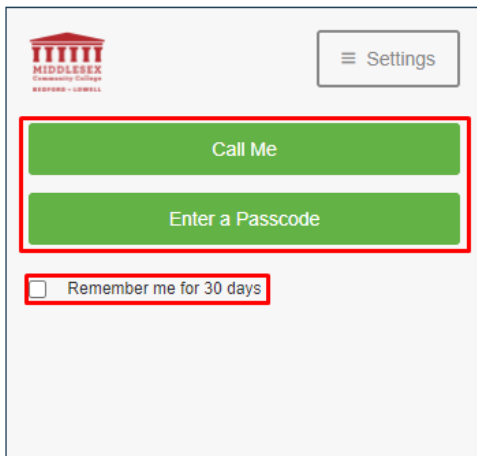 MIDDLESEX
Community College
BEDFORD - LOWELL
≡ Settings
Call Me
Enter a Passcode
Remember me for 30 days